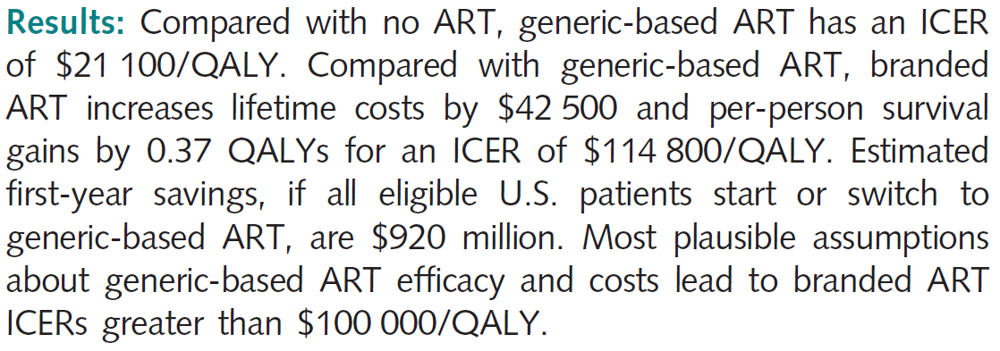 Results: Compared with no ART, generic-based ART has an ICER
of $21 100/QALY. Compared with generic-based ART, branded
ART increases lifetime costs by $42 500 and per-person survival
gains by 0.37 QALYs for an ICER of $114 800/QALY. Estimated
first-year savings, if all eligible U.S. patients start or switch to
generic-based ART, are $920 million. Most plausible assumptions
about generic-based ART efficacy and costs lead to branded ART
ICERs greater than $100 000/QALY.